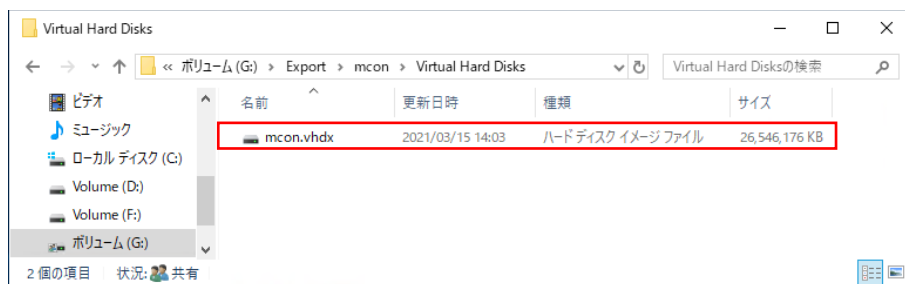 Virtual Hard Disks
« ボリューム (G:) > Export > mcon > Virtual Hard Disks Virtual Hard Disksの検索
ビデオ 名前 更新日時 種類 サイズ
ミュージック mcon.vhdx 2021/03/15 14:03 ハード ディスク イメージ ファイル 26,546,176 KB
ローカル ディスク (C:)
Volume (D:)
Volume (F:)
ボリューム (G:)
2 個の項目 状況: 共有